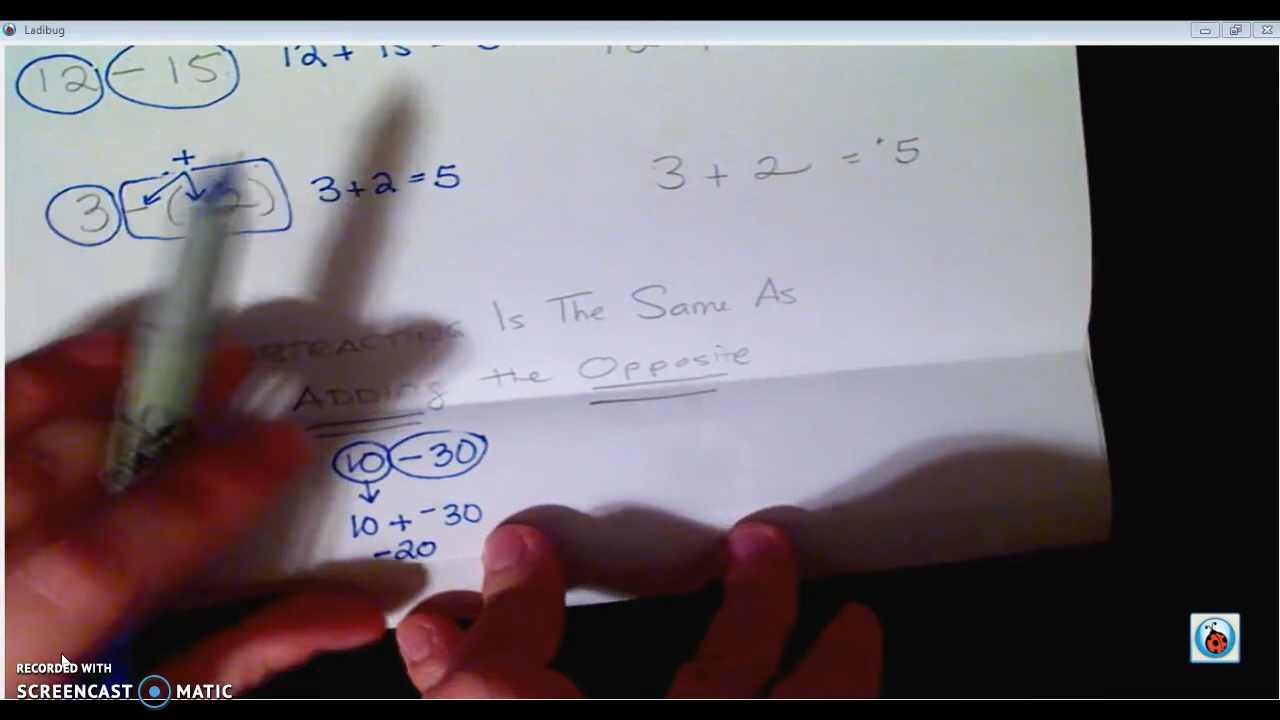 Ladibug
12 - 15
12 +
+
3 - ( 2) 3+2=5
3 + 2 = 5
Is The Same As
ADDING the Opposite
10 - 30
10 + -30
-20
RECORDED WITH
SCREENCAST MATIC